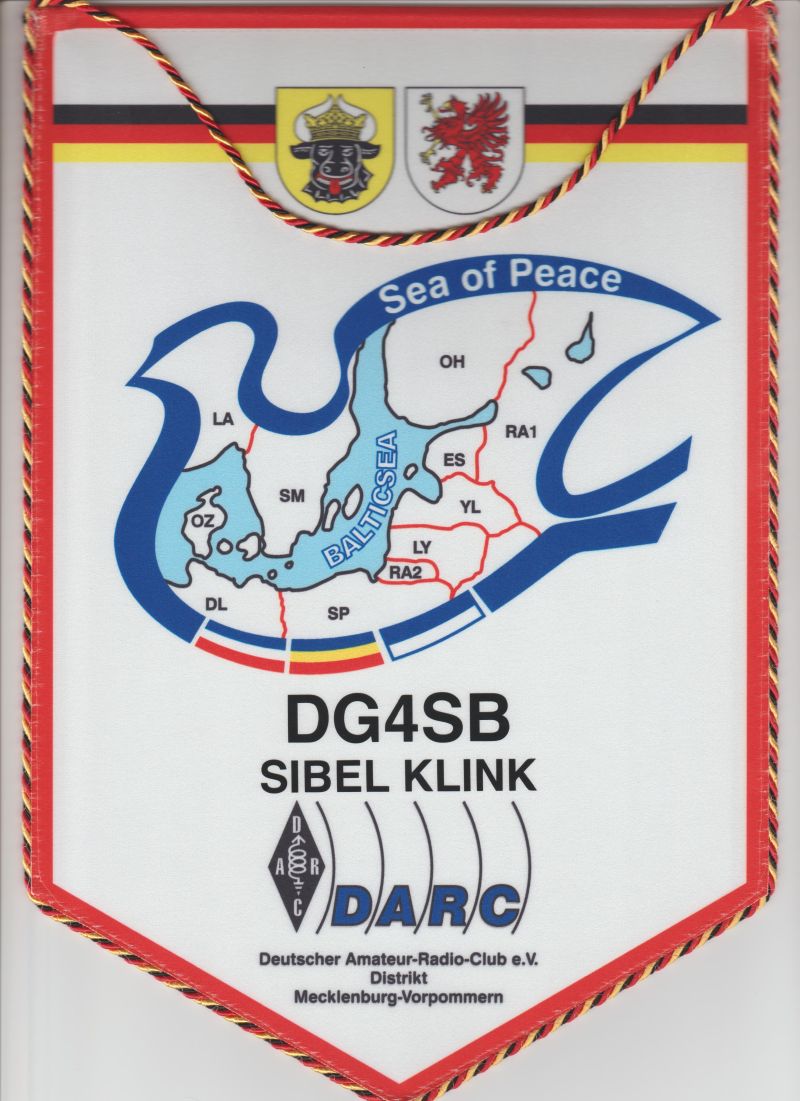 Sea of Peace
OH
LA
RA1
ES
SM
BALTICSEA
YL
OZ
LY
RA2
DL
SP
DG4SB
SIBEL KLINK
D
A R
C
DARC
Deutscher Amateur-Radio-Club e.V.
Distrikt
Mecklenburg-Vorpommern